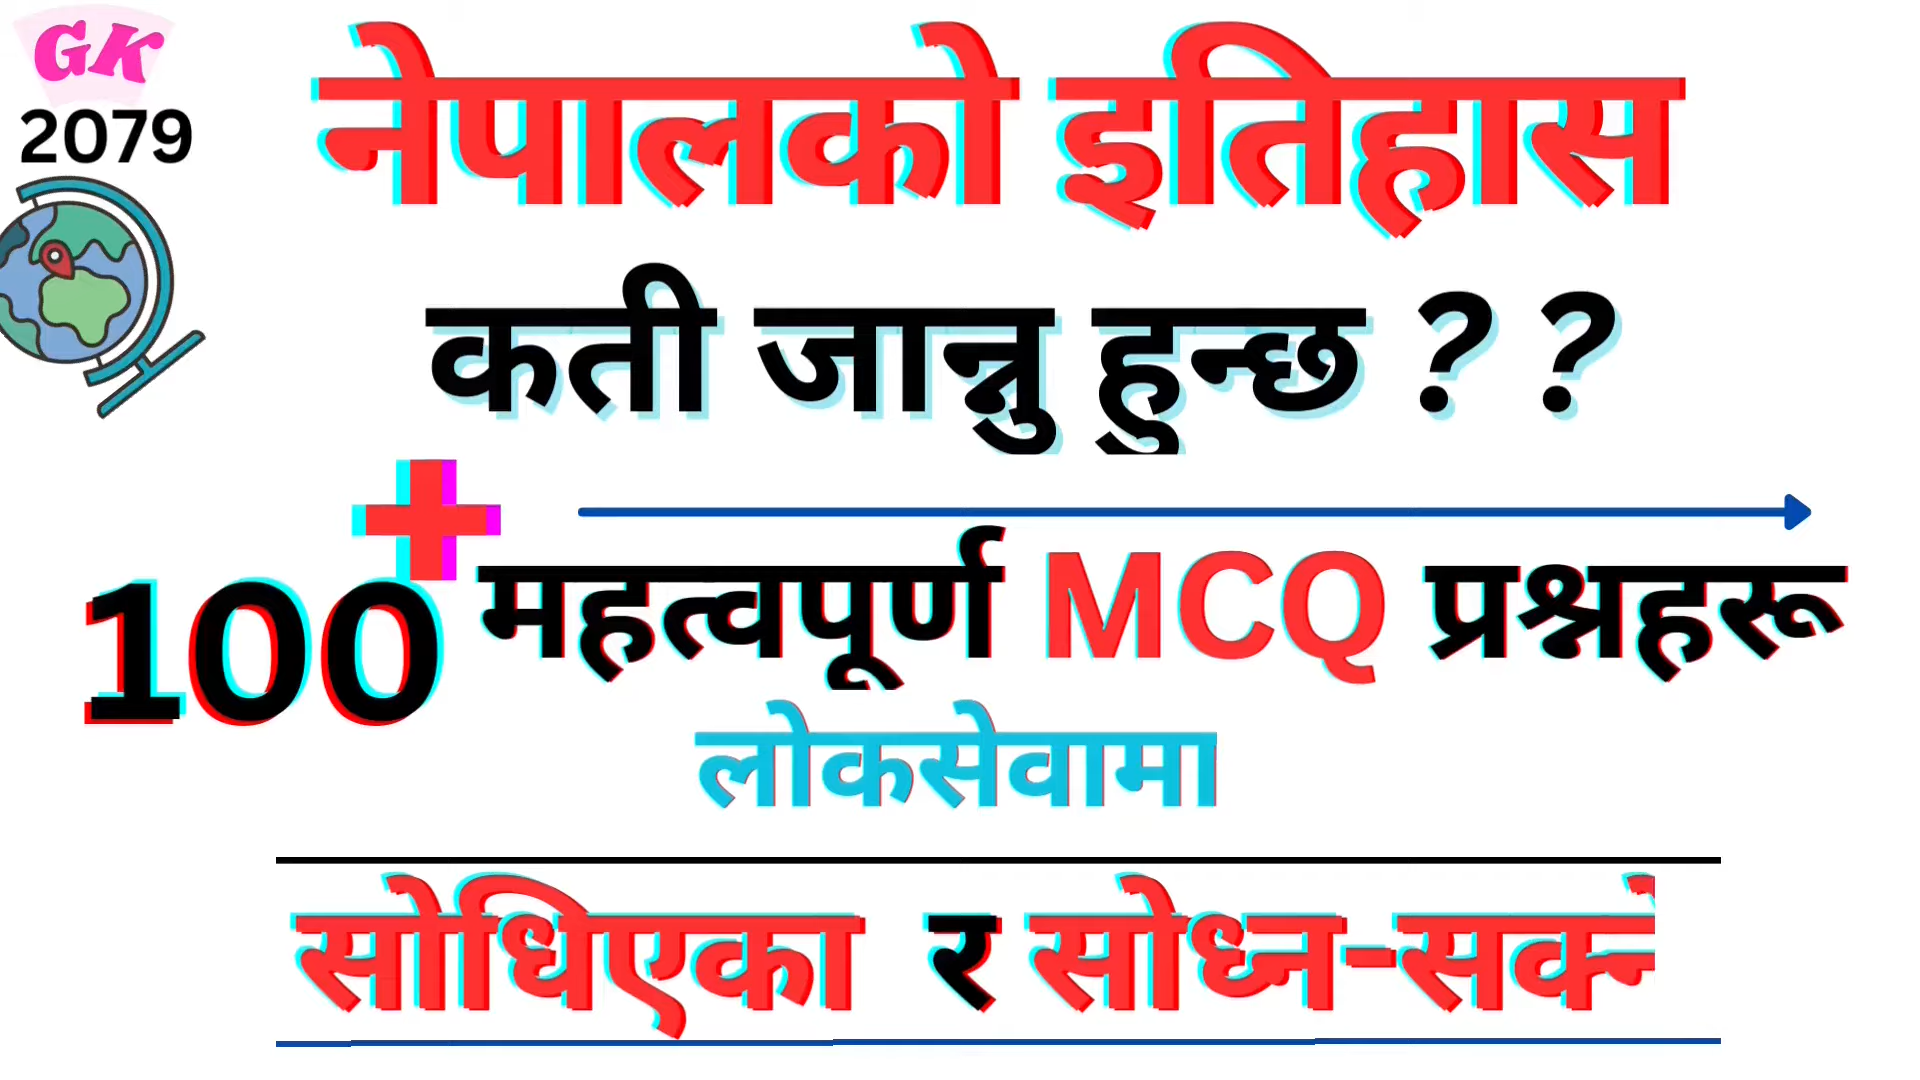 GK
2079
नेपालको इतिहास
कती जान्नु हुन्छ ? ?
100+ महत्वपूर्ण MCQ प्रश्नहरू
लोकसेवामा
सोधिएका र सोध्न-सक्ने